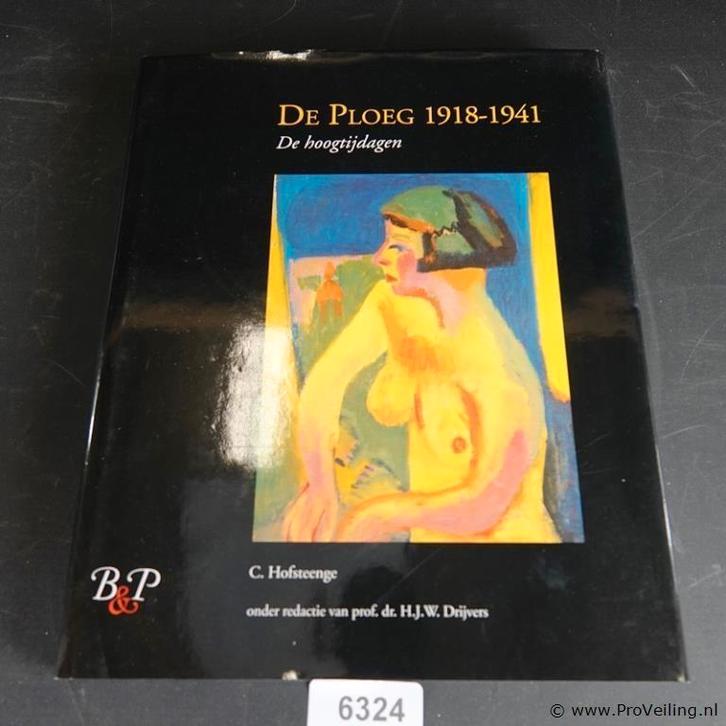 De Ploeg 1918-1941
De hoogtijdagen
C. Hofsteenge
B&P
onder redactie van prof. dr. H.J.W. Drijvers
6324
© www.ProVeiling.nl